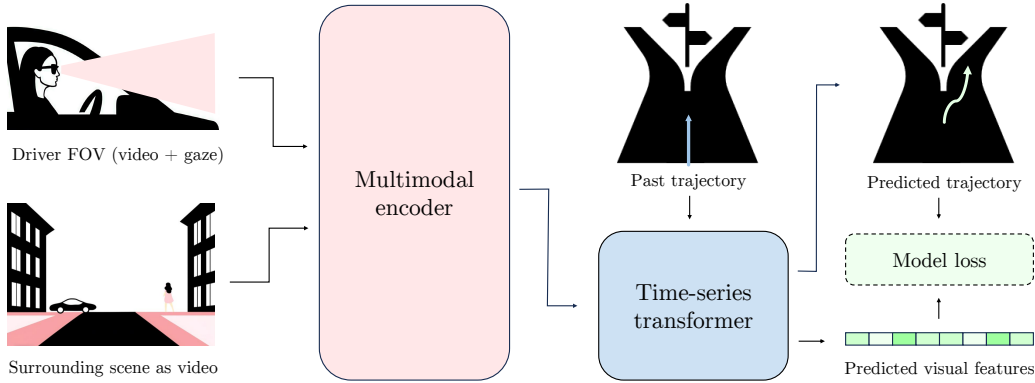 Driver FOV (video + gaze)
Surrounding scene as video
Multimodal
encoder
Past trajectory
Time-series
transformer
Predicted trajectory
Model loss
Predicted visual features